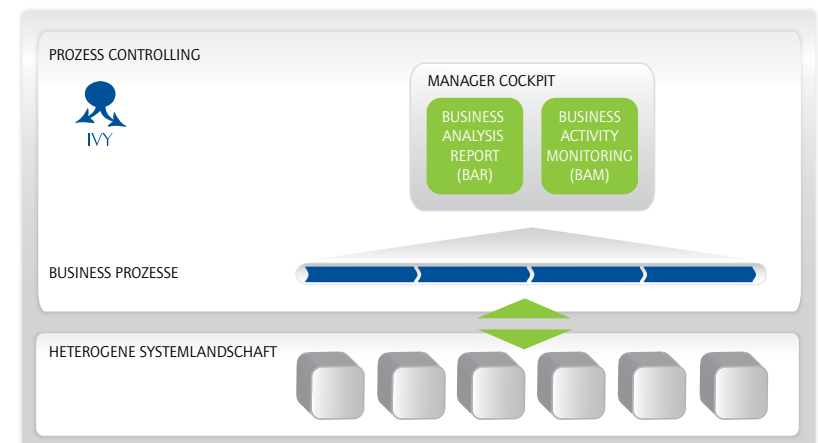 PROZESS CONTROLLING
IVY
MANAGER COCKPIT
BUSINESS
ANALYSIS
REPORT
(BAR)
BUSINESS
ACTIVITY
MONITORING
(BAM)
BUSINESS PROZESSE
HETEROGENE SYSTEMLANDSCHAFT